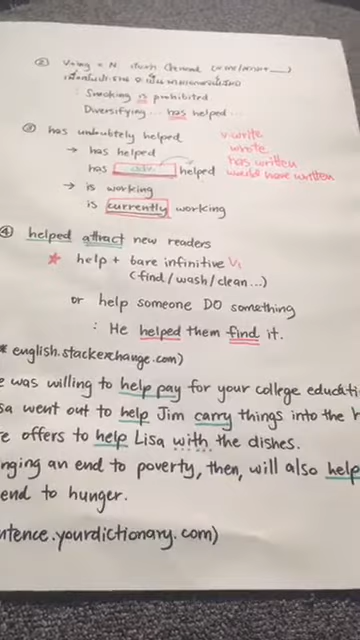 ② V-ing = N.
: Smoking is prohibited
Diversifying... has helped...
③ has undoubtely helped
→ has helped
has helped
→ is working
is currently working
v.write
wrote
has written
would have written
④ helped attract new readers
★ help + bare infinitive V₁
(find/wash/clean...)
or help someone DO something
: He helped them find it.
* english.stackexchange.com)
e was willing to help pay for your college educati
sa went out to help Jim carry things into the h
re offers to help Lisa with the dishes.
nging an end to poverty, then, will also help
end to hunger.
ntence.yourdictionary.com)